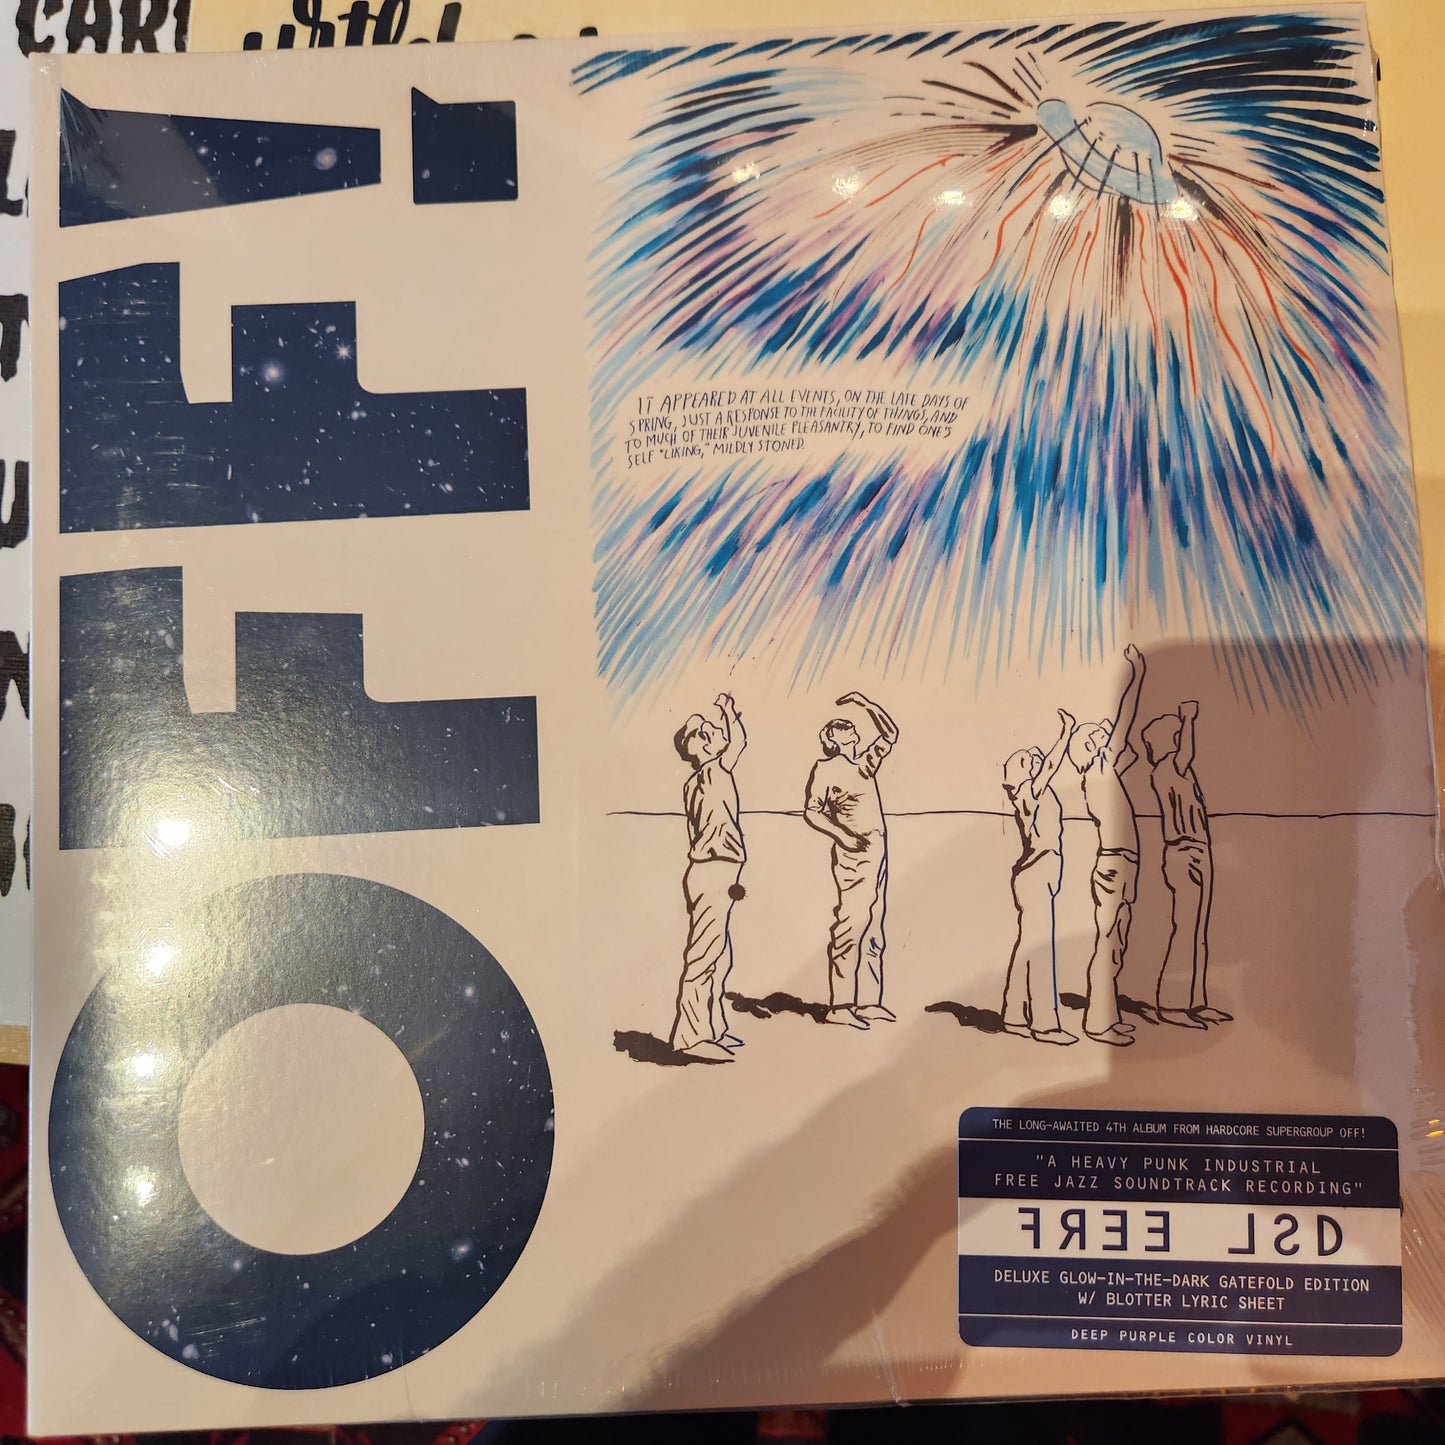 CARL
OFF!
IT APPEARED AT ALL EVENTS, ON THE LATE DAYS OF
SPRING, JUST A RESPONSE TO THE FACILITY OF THINGS, AND
TO MUCH OF THEIR JUVENILE PLEASANTRY, TO FIND ONE'S
SELF "LIKING," MILDLY STONED.
THE LONG-AWAITED 4TH ALBUM FROM HARDCORE SUPERGROUP OFF!
"A HEAVY PUNK INDUSTRIAL
FREE JAZZ SOUNDTRACK RECORDING"
FREE LSD
DELUXE GLOW-IN-THE-DARK GATEFOLD EDITION
W/ BLOTTER LYRIC SHEET
DEEP PURPLE COLOR VINYL